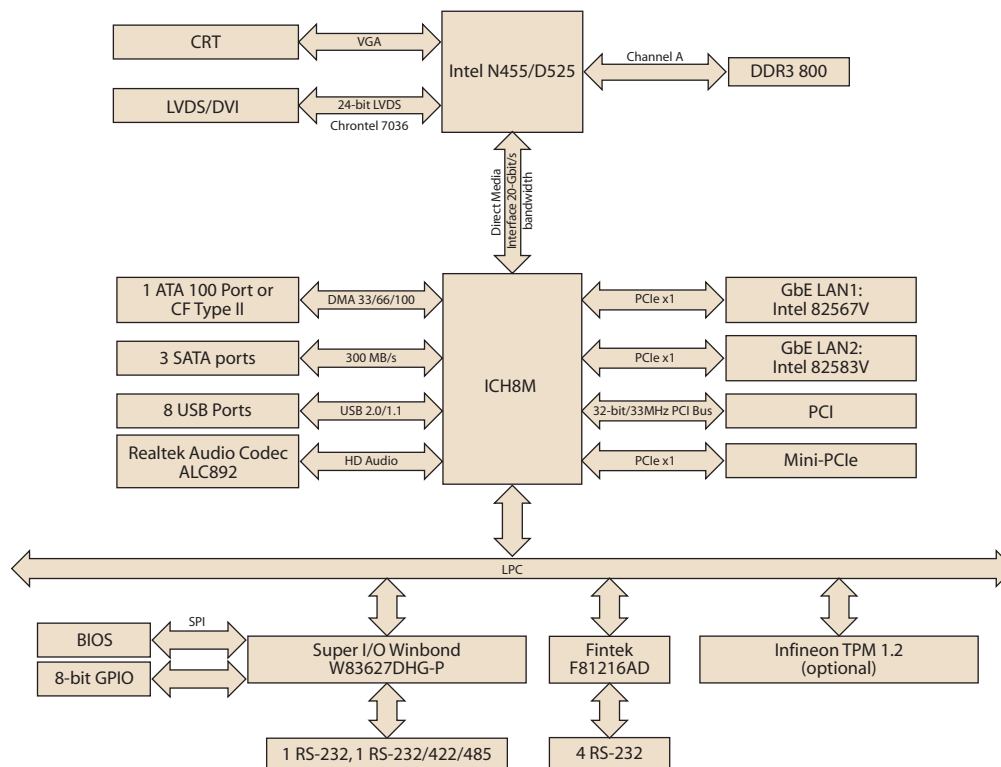 CRT
VGA
Intel N455/D525
Channel A
DDR3 800
LVDS/DVI
24-bit LVDS
Chrontel 7036
Direct Media
Interface 20-Gbit/s
bandwidth
1 ATA 100 Port or
CF Type II
DMA 33/66/100
ICH8M
PCIe x1
GbE LAN1:
Intel 82567V
3 SATA ports
300 MB/s
PCIe x1
GbE LAN2:
Intel 82583V
8 USB Ports
USB 2.0/1.1
32-bit/33MHz PCI Bus
PCI
Realtek Audio Codec
ALC892
HD Audio
PCIe x1
Mini-PCIe
LPC
BIOS
SPI
8-bit GPIO
Super I/O Winbond
W83627DHG-P
Fintek
F81216AD
Infineon TPM 1.2
(optional)
1 RS-232, 1 RS-232/422/485
4 RS-232